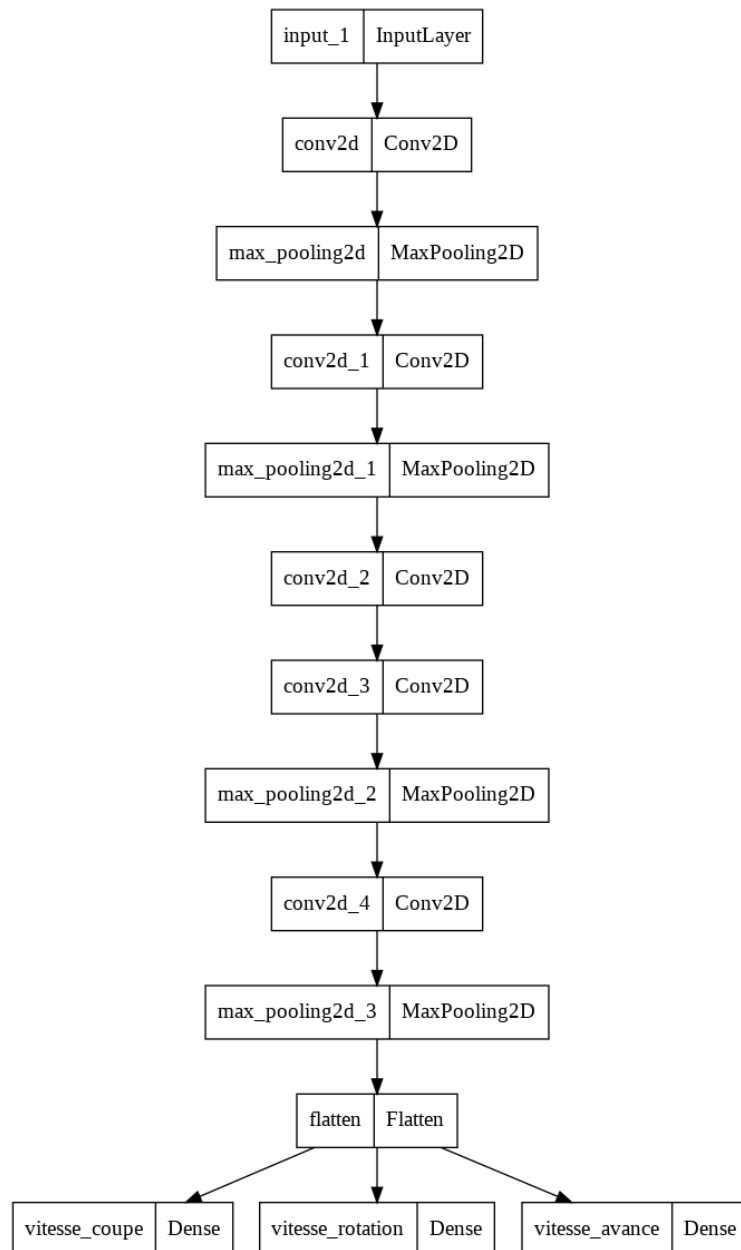 input_1 InputLayer
conv2d Conv2D
max_pooling2d MaxPooling2D
conv2d_1 Conv2D
max_pooling2d_1 MaxPooling2D
conv2d_2 Conv2D
conv2d_3 Conv2D
max_pooling2d_2 MaxPooling2D
conv2d_4 Conv2D
max_pooling2d_3 MaxPooling2D
flatten Flatten
vitesse_coupe Dense vitesse_rotation Dense vitesse_avance Dense